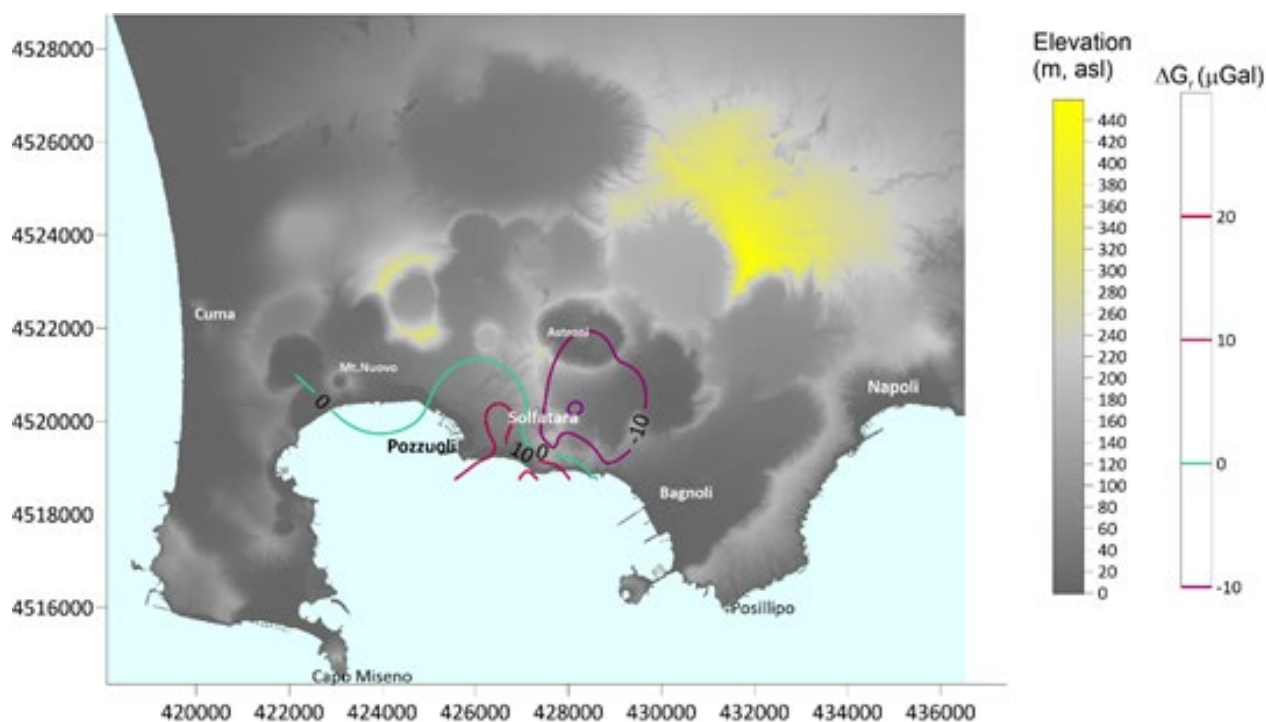 Elevation
(m, asl)
ΔGr (μGal)
4528000
4526000
4524000
4522000
4520000
4518000
4516000
440
420
400
380
360
340
320
300
280
260
240
220
200
180
160
140
120
100
80
60
40
20
0
20
10
0
-10
Cuma
Astroni
Mt.Nuovo
Napoli
0
Solfatara
-10
Pozzuoli
10
0
Bagnoli
Posillipo
Capo Miseno
420000 422000 424000 426000 428000 430000 432000 434000 436000